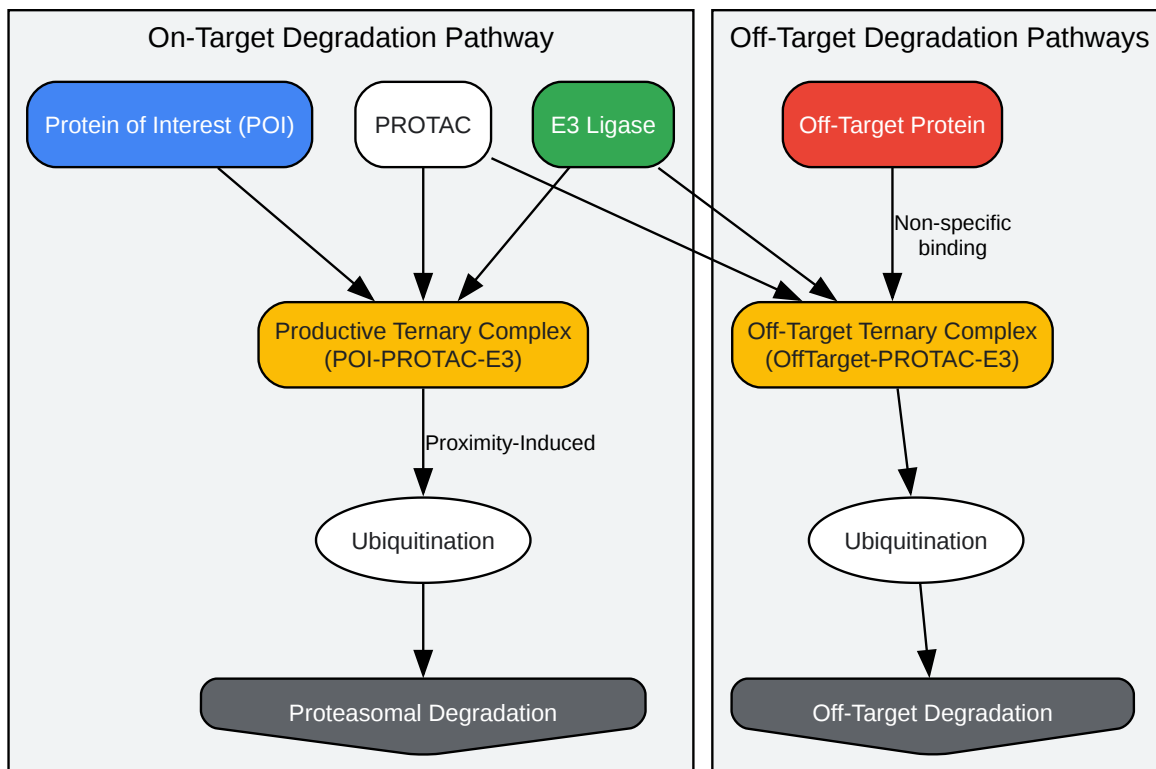 On-Target Degradation Pathway
Off-Target Degradation Pathways
Protein of Interest (POI)
PROTAC
E3 Ligase
Off-Target Protein
Non-specific
binding
Productive Ternary Complex
(POI-PROTAC-E3)
Off-Target Ternary Complex
(OffTarget-PROTAC-E3)
Proximity-Induced
Ubiquitination
Ubiquitination
Proteasomal Degradation
Off-Target Degradation